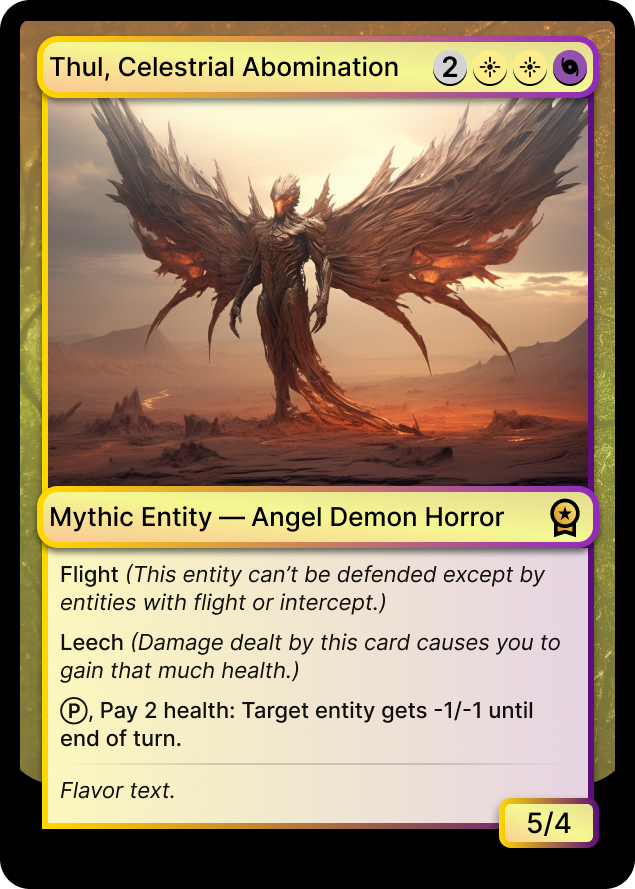 Thul, Celestrial Abomination 2
Mythic Entity — Angel Demon Horror
Flight (This entity can’t be defended except by
entities with flight or intercept.)
Leech (Damage dealt by this card causes you to
gain that much health.)
Ⓟ, Pay 2 health: Target entity gets -1/-1 until
end of turn.
Flavor text.
5/4